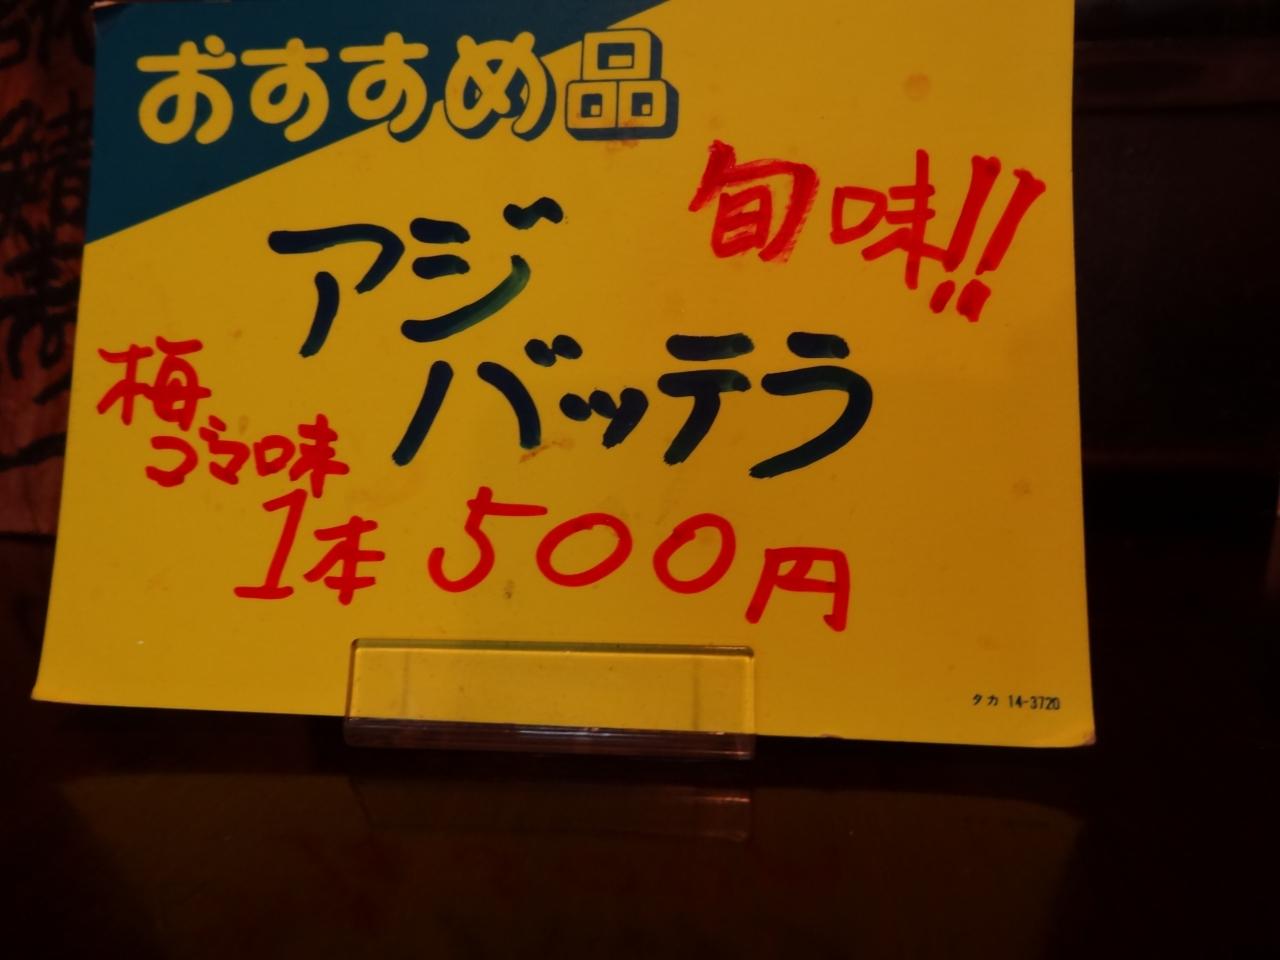 おすすめ品
旬味!!
アジ
バッテラ
梅
ゴマ味
1本 500円
タカ 14-3720